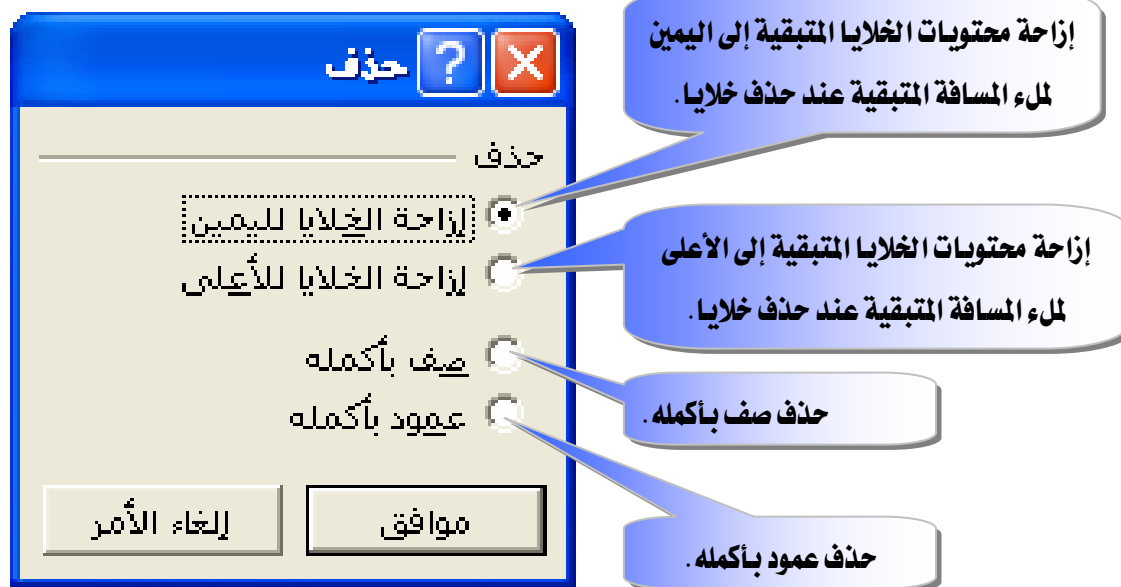 حذف
حذف
إزاحة الخلايا لليمين
إزاحة الخلايا للأعلى
صف بأكمله
عمود بأكمله
موافق
إلغاء الأمر
إزاحة محتويات الخلايا المتبقية إلى اليمين
لملء المسافة المتبقية عند حذف خلايا.
إزاحة محتويات الخلايا المتبقية إلى الأعلى
لملء المسافة المتبقية عند حذف خلايا.
حذف صف بأكمله.
حذف عمود بأكمله.